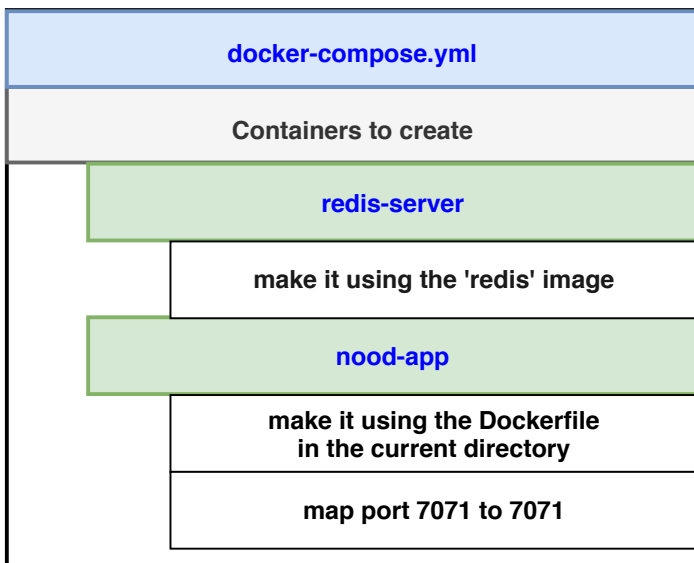 docker-compose.yml
Containers to create
redis-server
make it using the 'redis' image
nood-app
make it using the Dockerfile
in the current directory
map port 7071 to 7071